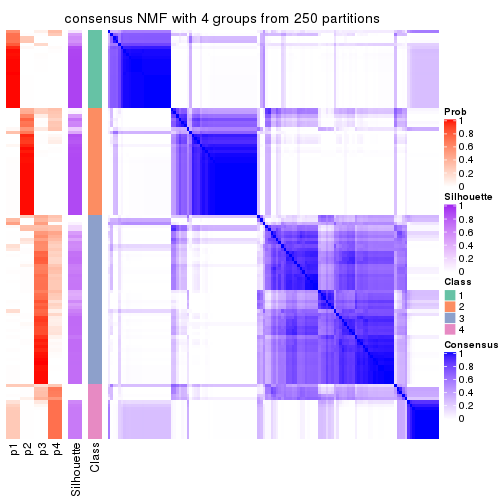 consensus NMF with 4 groups from 250 partitions
Prob
1
0.8
0.6
0.4
0.2
0
Silhouette
1
0.8
0.6
0.4
0.2
0
Class
1
2
3
4
Consensus
1
0.8
0.6
0.4
0.2
0
p1
p2
p3
p4
Silhouette
Class